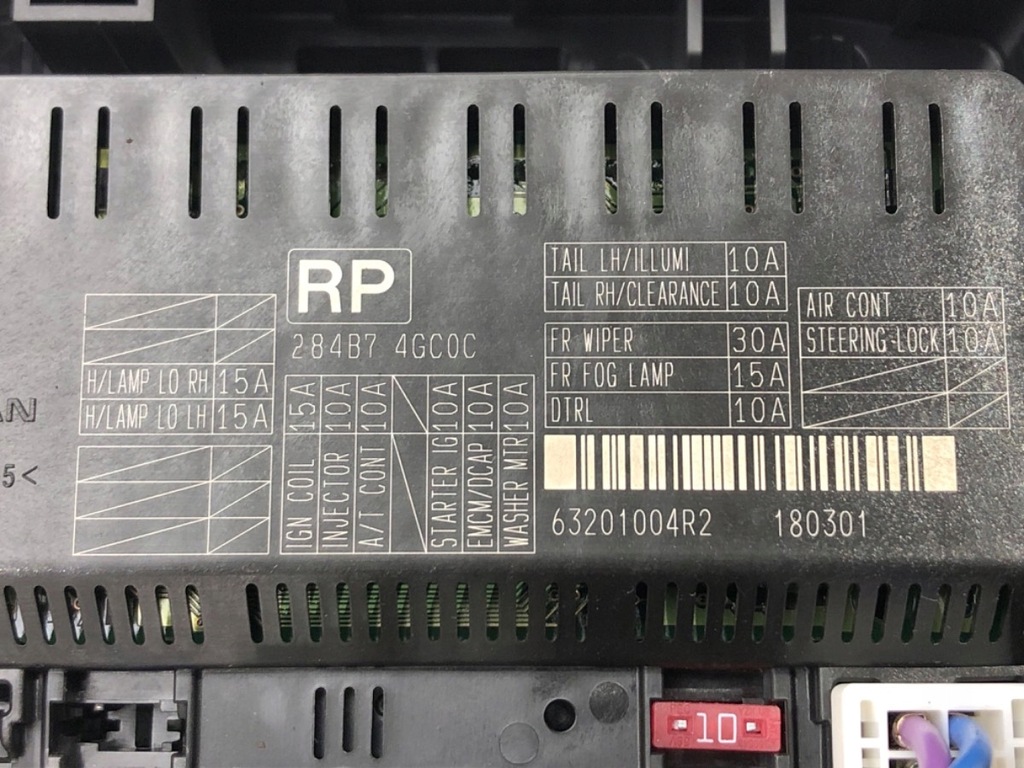 RP
284B7 4GC0C
TAIL LH/ILLUMI 10A
TAIL RH/CLEARANCE 10A
FR WIPER 30A
FR FOG LAMP 15A
DTRL 10A
AIR CONT 10A
STEERING LOCK 10A
H/LAMP LO RH 15A
H/LAMP LO LH 15A
AN
5<
IGN COIL 15A
INJECTOR 10A
A/T CONT 10A
STARTER IG 10A
EMCM/DCAP 10A
WASHER MTR 10A
63201004R2 180301
10